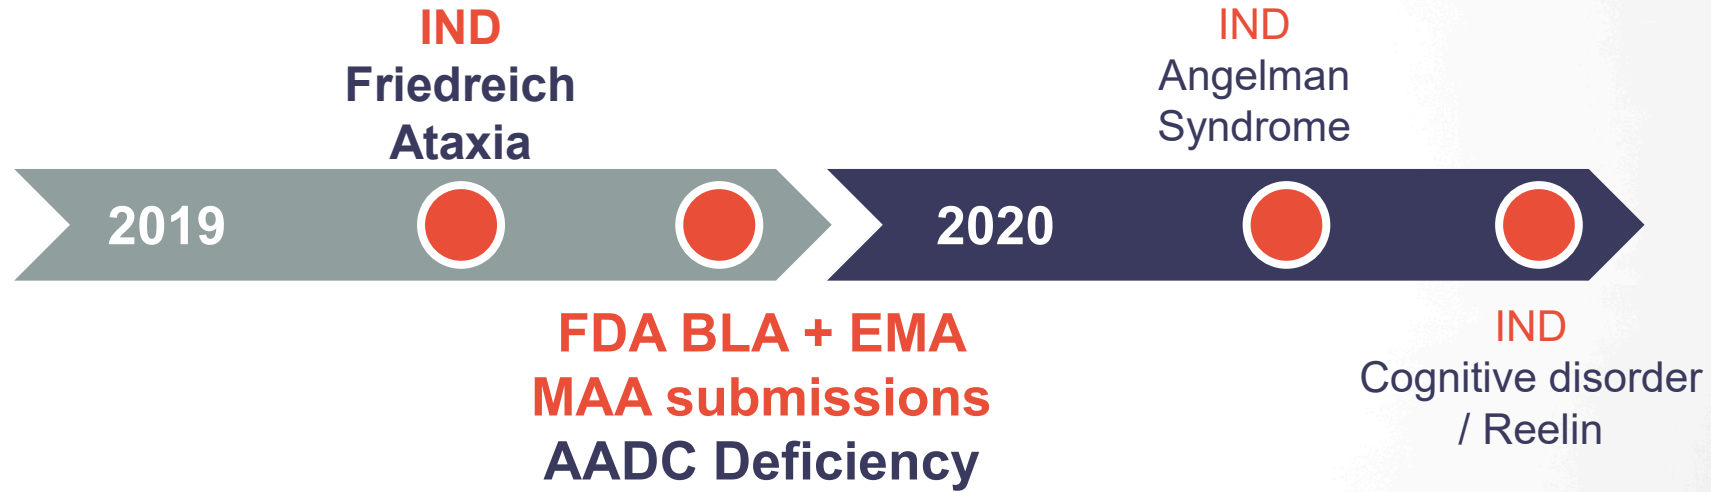 IND
Friedreich
Ataxia
IND
Angelman
Syndrome
2019
2020
FDA BLA + EMA
MAA submissions
AADC Deficiency
IND
Cognitive disorder
/ Reelin